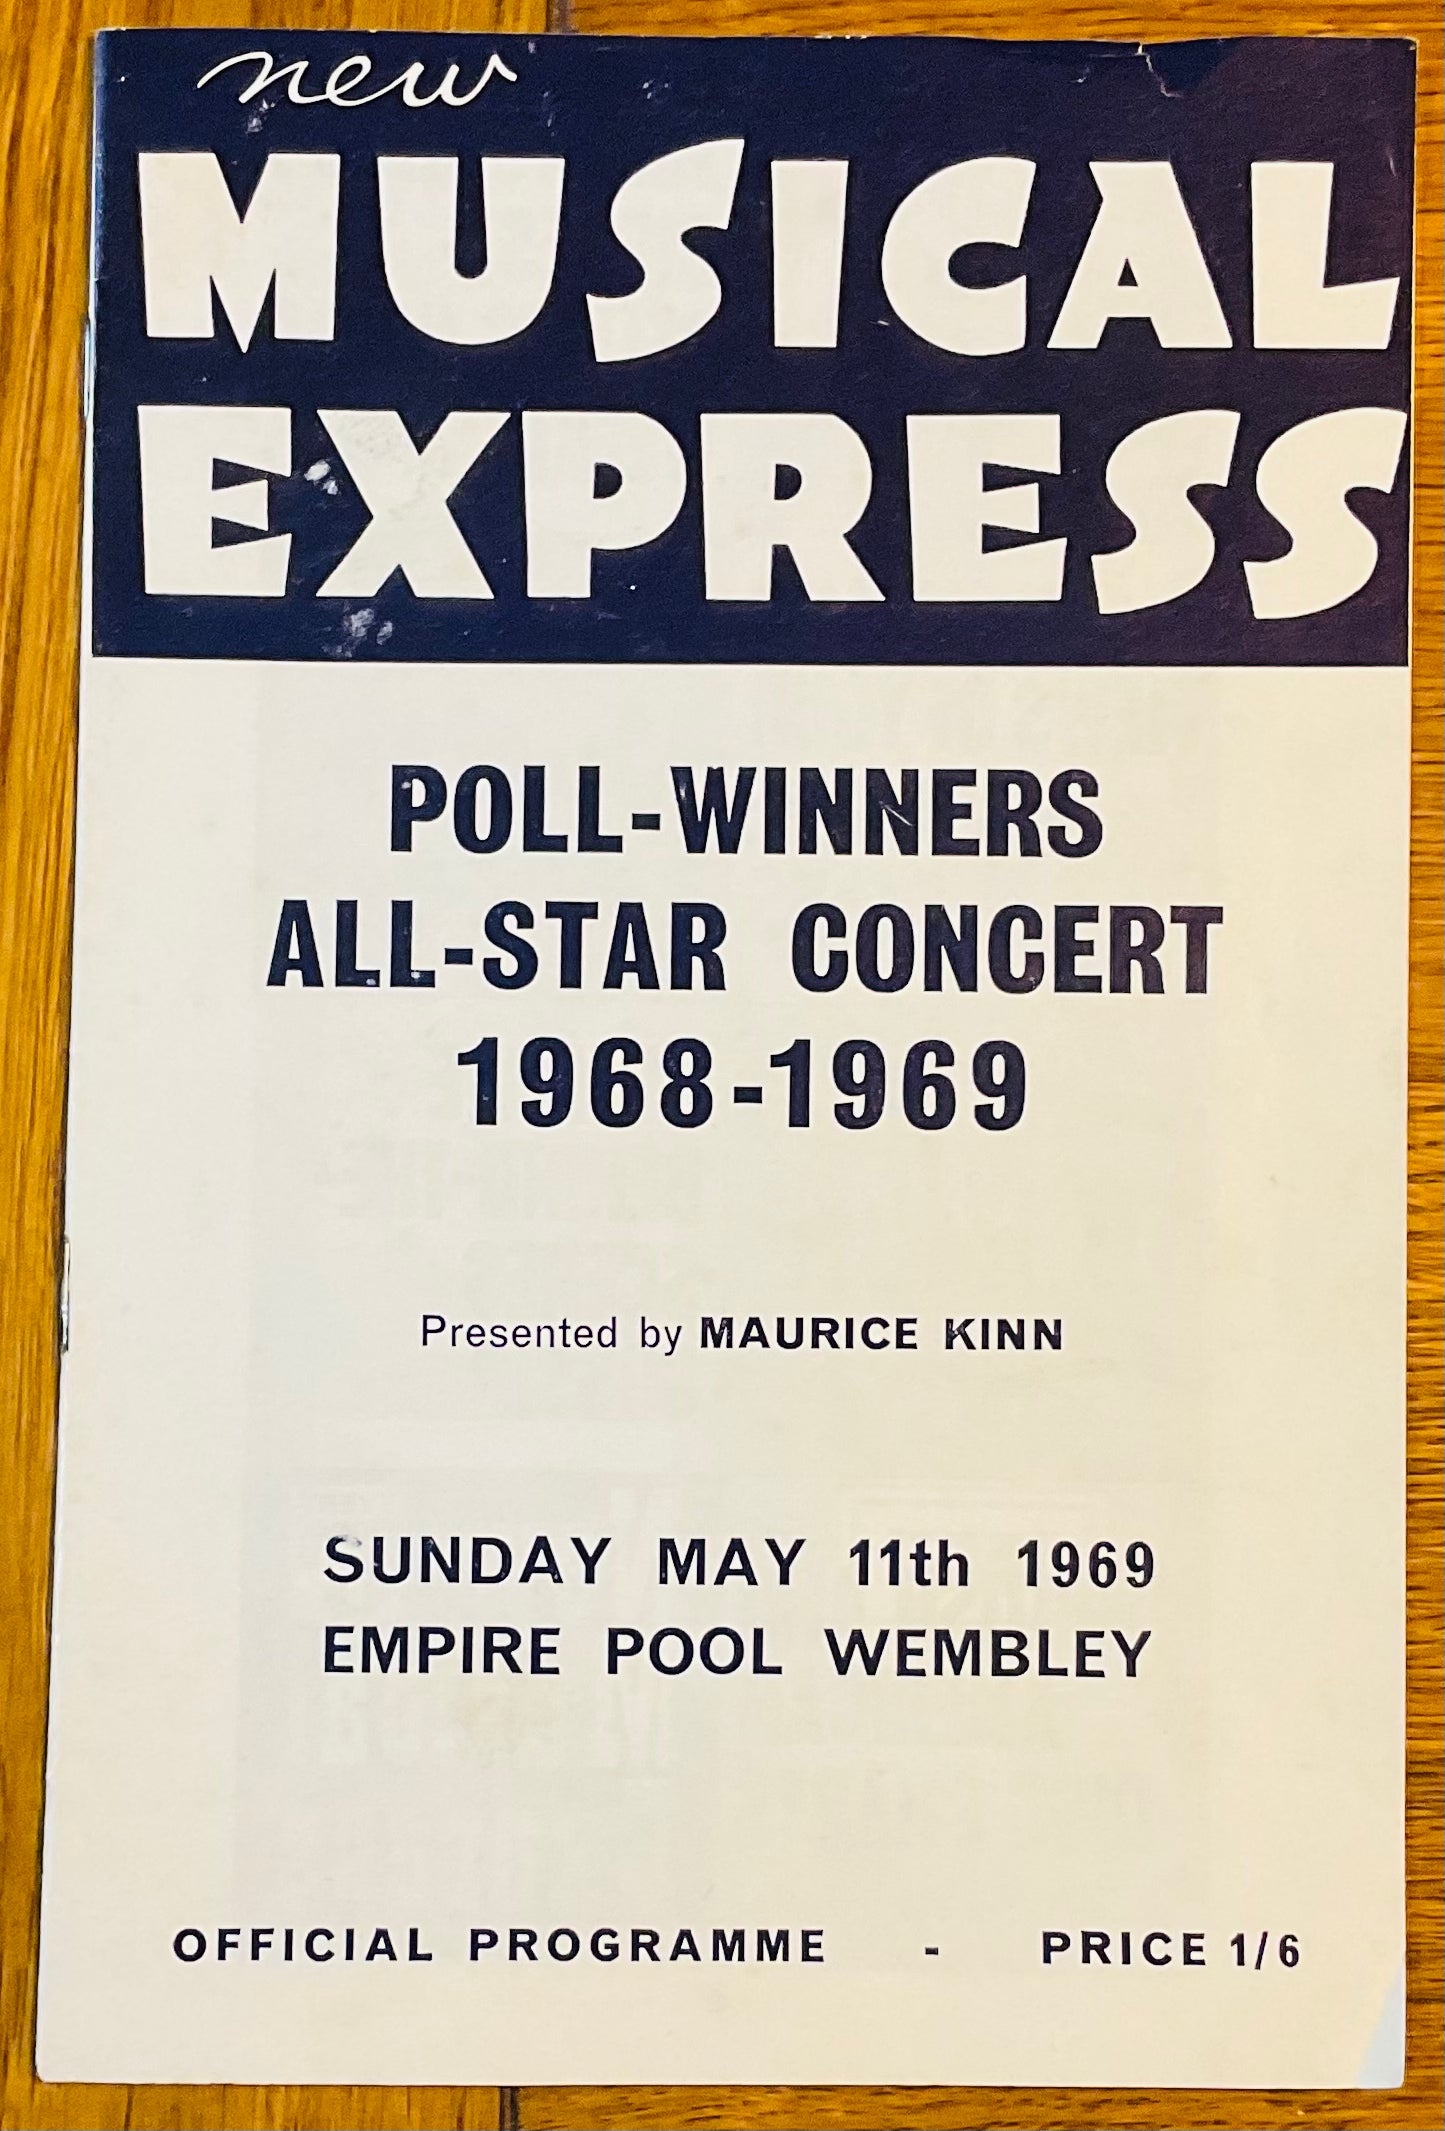 new
MUSICAL
EXPRESS
POLL-WINNERS
ALL-STAR CONCERT
1968-1969
Presented by MAURICE KINN
SUNDAY MAY 11th 1969
EMPIRE POOL WEMBLEY
OFFICIAL PROGRAMME - PRICE 1/6